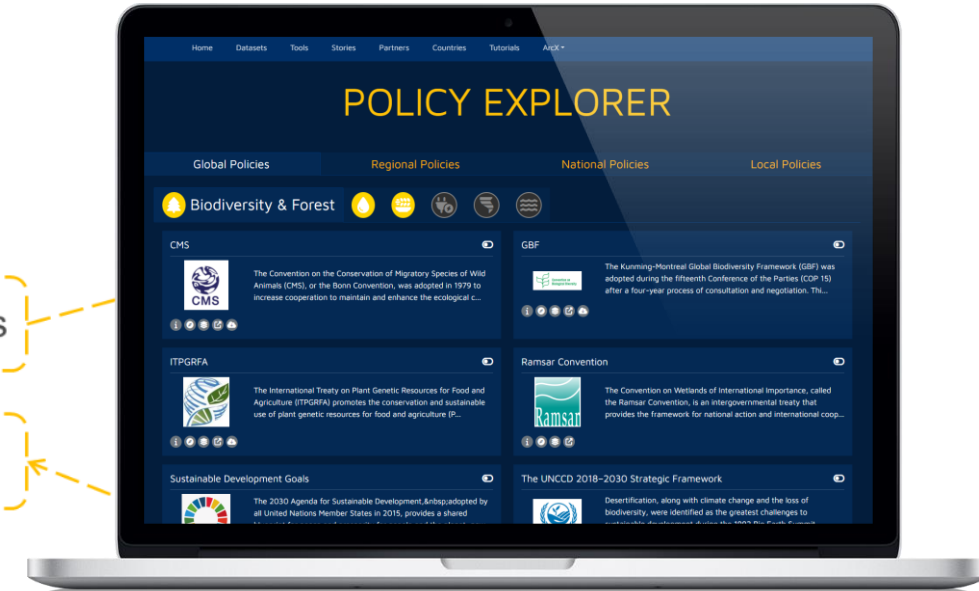 Home Datasets Tools Stories Partners Countries Tutorials ArcX
POLICY EXPLORER
Global Policies Regional Policies National Policies Local Policies
Biodiversity & Forest
CMS
CMS
The Convention on the Conservation of Migratory Species of Wild
Animals (CMS), or the Bonn Convention, was adopted in 1979 to
increase cooperation to maintain and enhance the ecological c...
GBF
The Kunming-Montreal Global Biodiversity Framework (GBF) was
adopted during the fifteenth Conference of the Parties (COP 15)
after a four-year process of consultation and negotiation. Thi...
s
ITPGRFA
The International Treaty on Plant Genetic Resources for Food and
Agriculture (ITPGRFA) promotes the conservation and sustainable
use of plant genetic resources for food and agriculture (P...
Ramsar Convention
Ramsar
The Convention on Wetlands of International Importance, called
the Ramsar Convention, is an intergovernmental treaty that
provides the framework for national action and international coop...
Sustainable Development Goals
The 2030 Agenda for Sustainable Development,&nbsp;adopted by
all United Nations Member States in 2015, provides a shared
The UNCCD 2018-2030 Strategic Framework
Desertification, along with climate change and the loss of
biodiversity, were identified as the greatest challenges to